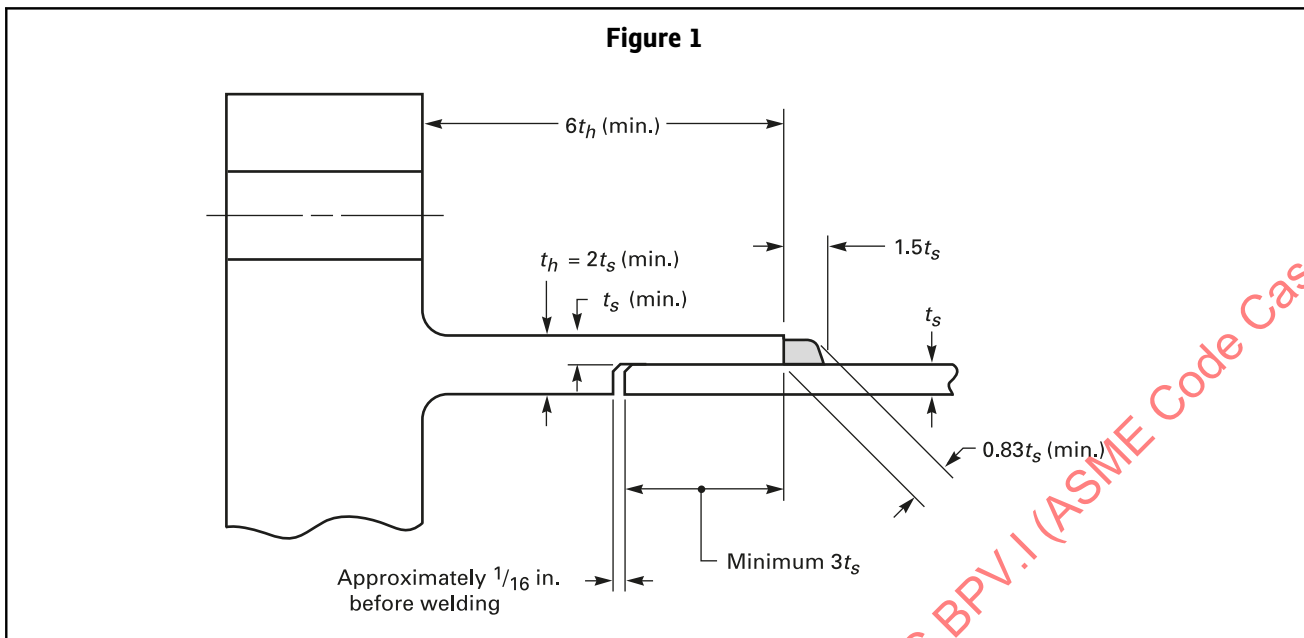 Figure 1
6t_h (min.)
1.5t_s
t_h = 2t_s (min.)
t_s (min.)
t_s
0.83t_s (min.)
Minimum 3t_s
Approximately 1/16 in.
before welding
BPV.I (ASME Code Cas